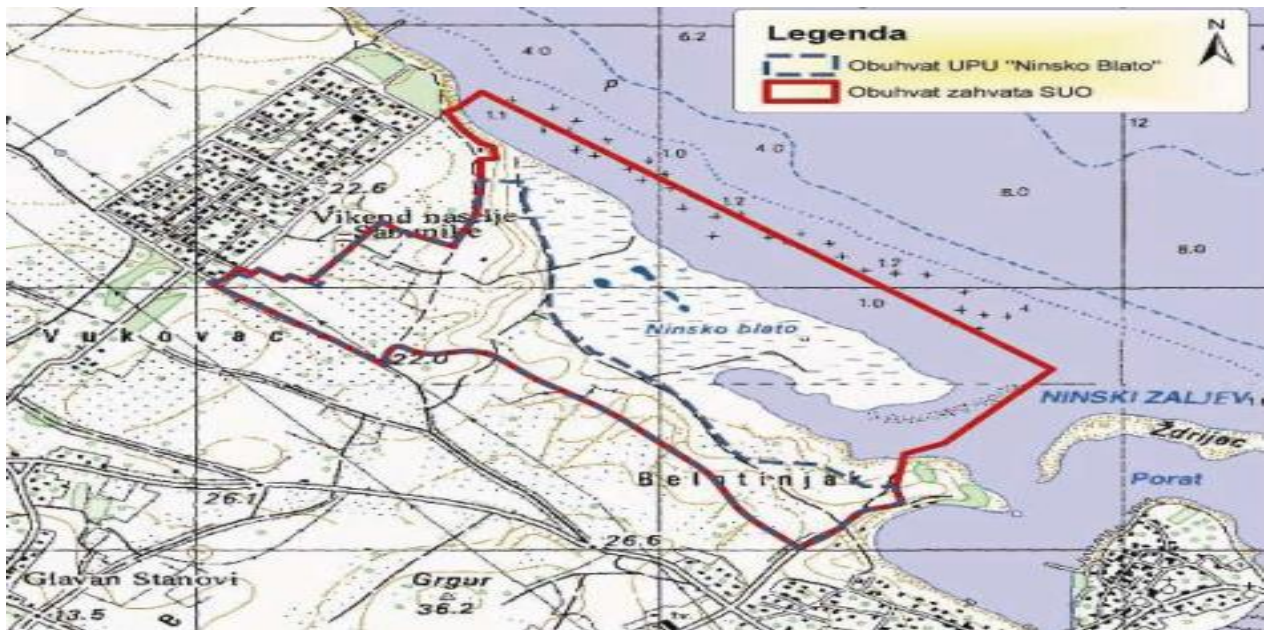 Legenda
Obuhvat UPU "Ninsko Blato"
Obuhvat zahvata SUO
N
4.0
6.2
P
12
1.1
1.0
4.0
8.0
22.6
Vikend naselje
Sabunike
1.2
8.0
1.2
1.0
Vukovac
Ninsko blato
22.0
NINSKI ZALJEV
Ždrijac
Belotinjak
Porat
26.1
26.6
Glavan Stanovi
Grgur
36.2
13.5